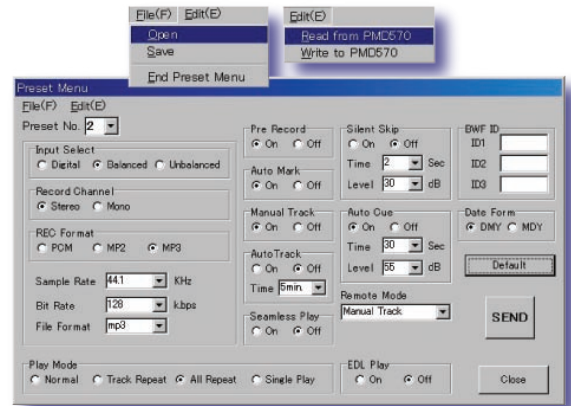 File(F) Edit(E)
Open
Save
End Preset Menu
Edit(E)
Read from PMD570
Write to PMD570
Preset Menu
File(F) Edit(E)
Preset No. 2
Input Select
Digital Balanced Unbalanced
Record Channel
Stereo Mono
REC Format
PCM MP2 MP3
Sample Rate 44.1 KHz
Bit Rate 128 k.bps
File Format mp3
Pre Record
On Off
Auto Mark
On Off
Manual Track
On Off
AutoTrack
On Off
Time 5min.
Seamless Play
On Off
Silent Skip
On Off
Time 2 Sec
Level 30 dB
Auto Cue
On Off
Time 30 Sec
Level 55 dB
Remote Mode
Manual Track
BWF ID
ID1
ID2
ID3
Date Form
DMY MDY
Default
SEND
Play Mode
Normal Track Repeat All Repeat Single Play
EDL Play
On Off
Close